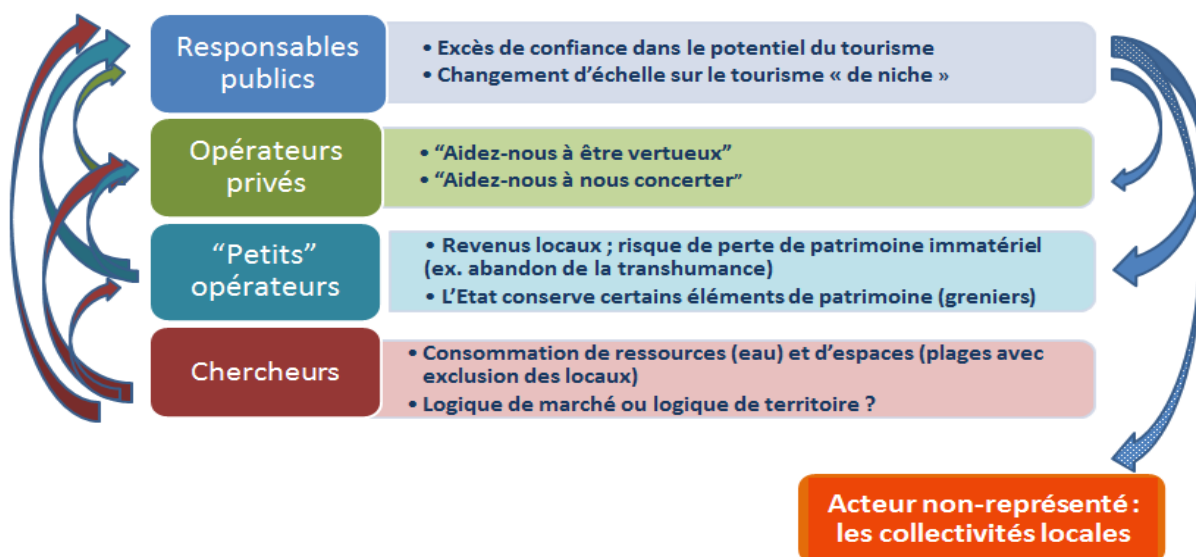 Responsables
publics
• Excès de confiance dans le potentiel du tourisme
• Changement d’échelle sur le tourisme « de niche »
Opérateurs
privés
• “Aidez-nous à être vertueux”
• “Aidez-nous à nous concerter”
“Petits”
opérateurs
• Revenus locaux ; risque de perte de patrimoine immatériel
(ex. abandon de la transhumance)
• L’Etat conserve certains éléments de patrimoine (greniers)
Chercheurs
• Consommation de ressources (eau) et d’espaces (plages avec
exclusion des locaux)
• Logique de marché ou logique de territoire ?
Acteur non-représenté :
les collectivités locales